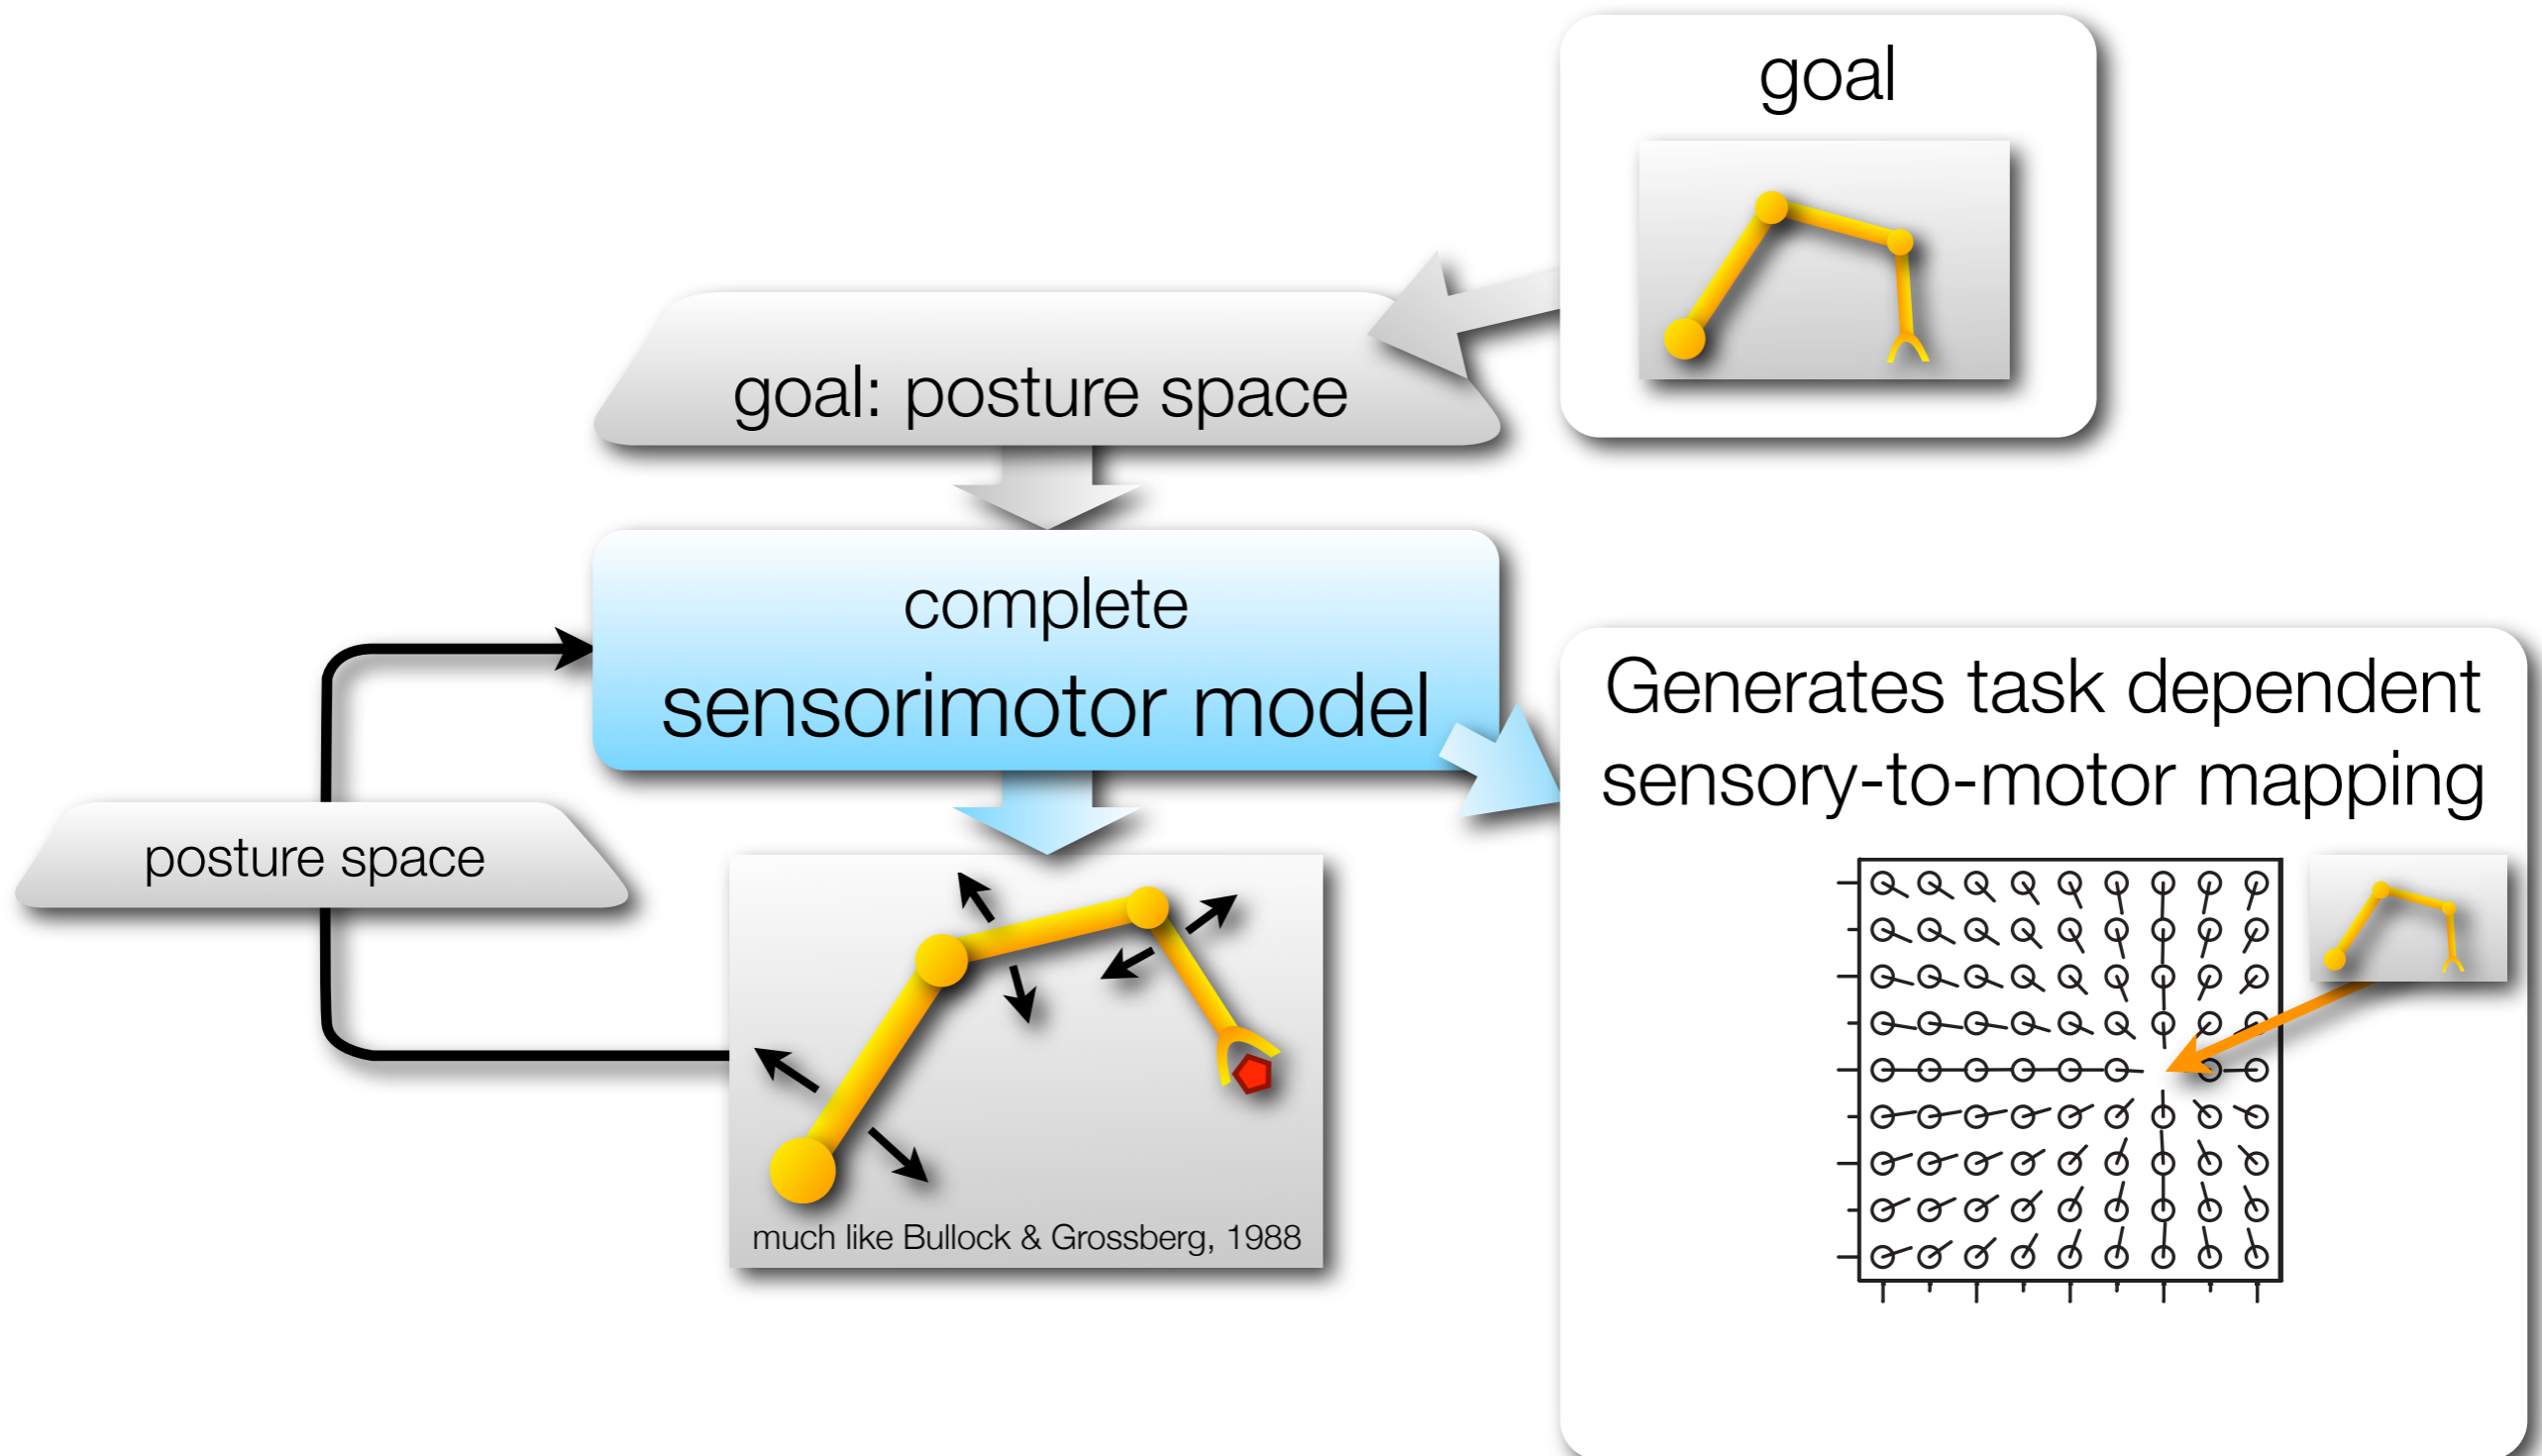 goal
goal: posture space
complete
sensorimotor model
Generates task dependent
sensory-to-motor mapping
posture space
much like Bullock & Grossberg, 1988